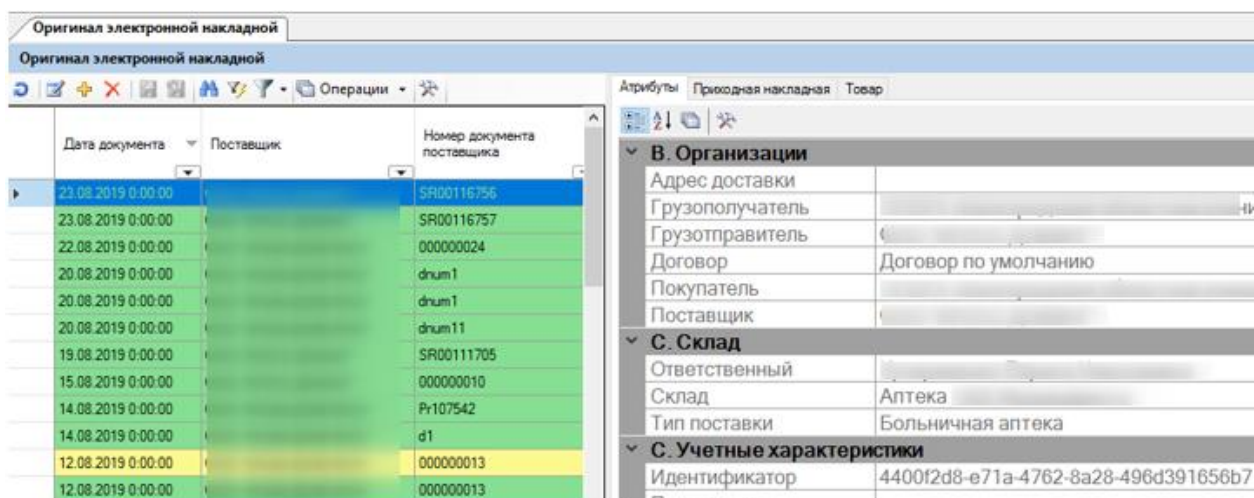 Оригинал электронной накладной
Оригинал электронной накладной
Операции
Дата документа Поставщик Номер документа поставщика
23.08.2019 0:00:00 SR00116756
23.08.2019 0:00:00 SR00116757
22.08.2019 0:00:00 000000024
20.08.2019 0:00:00 dnum1
20.08.2019 0:00:00 dnum1
20.08.2019 0:00:00 dnum11
19.08.2019 0:00:00 SR00111705
15.08.2019 0:00:00 000000010
14.08.2019 0:00:00 Pr107542
14.08.2019 0:00:00 d1
12.08.2019 0:00:00 000000013
12.08.2019 0:00:00 000000013
Атрибуты Приходная накладная Товар
B. Организации
Адрес доставки
Грузополучатель
Грузотправитель
Договор Договор по умолчанию
Покупатель
Поставщик
C. Склад
Ответственный
Склад Аптека
Тип поставки Больничная аптека
C. Учетные характеристики
Идентификатор 4400f2d8-e71a-4762-8a28-496d391656b7